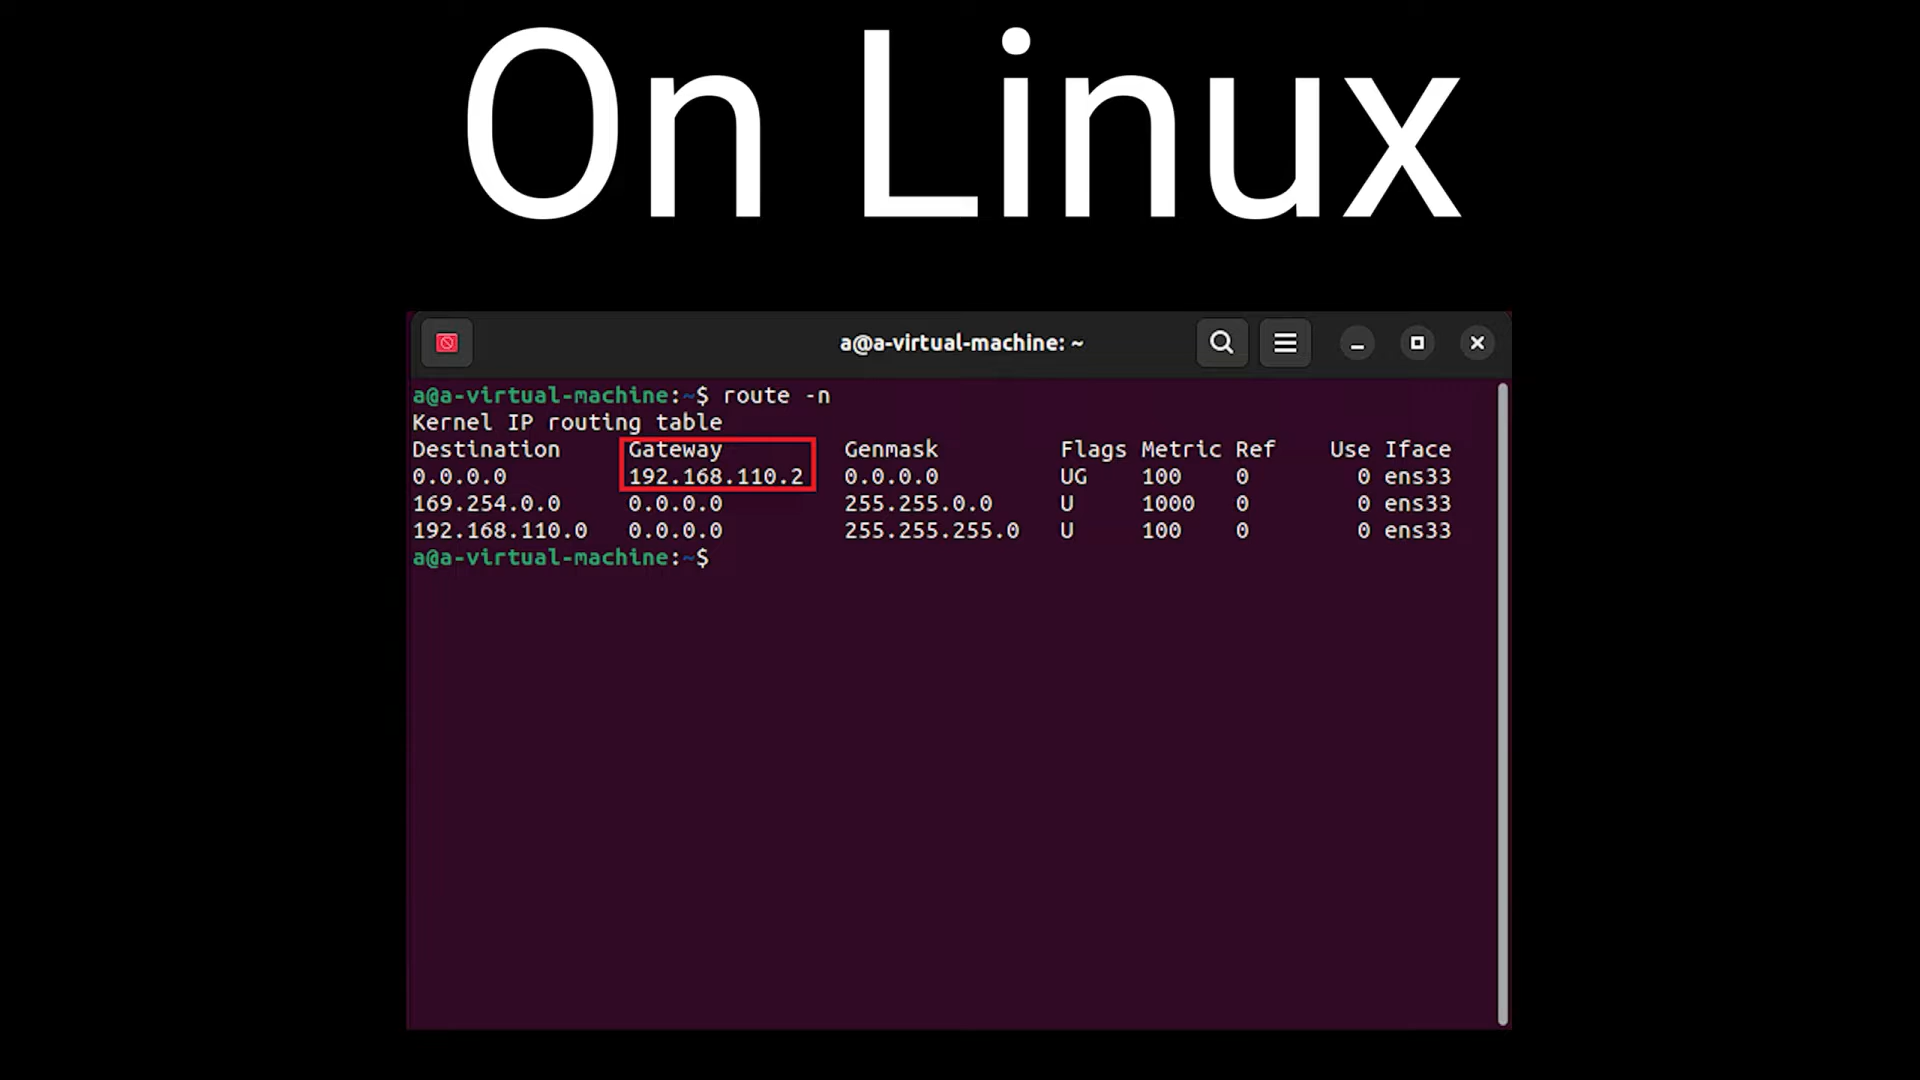 On Linux
a@a-virtual-machine: ~
a@a-virtual-machine:~$ route -n
Kernel IP routing table
Destination     Gateway         Genmask         Flags Metric Ref    Use Iface
0.0.0.0         192.168.110.2   0.0.0.0         UG    100    0        0 ens33
169.254.0.0     0.0.0.0         255.255.0.0     U     1000   0        0 ens33
192.168.110.0   0.0.0.0         255.255.255.0   U     100    0        0 ens33
a@a-virtual-machine:~$